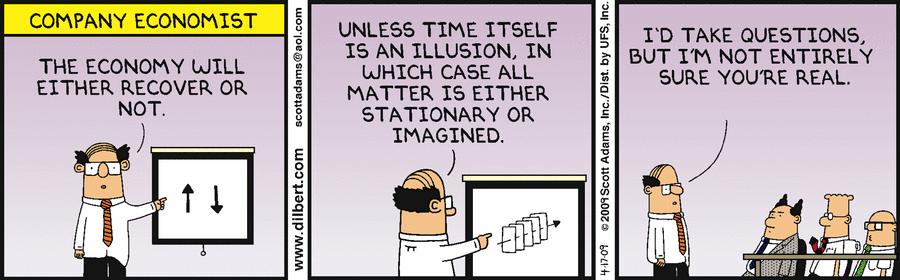 COMPANY ECONOMIST
THE ECONOMY WILL
EITHER RECOVER OR
NOT.
www.dilbert.com scottadams@aol.com
UNLESS TIME ITSELF
IS AN ILLUSION, IN
WHICH CASE ALL
MATTER IS EITHER
STATIONARY OR
IMAGINED.
4-17-09 ©2009 Scott Adams, Inc./Dist. by UFS, Inc.
I'D TAKE QUESTIONS,
BUT I'M NOT ENTIRELY
SURE YOU'RE REAL.